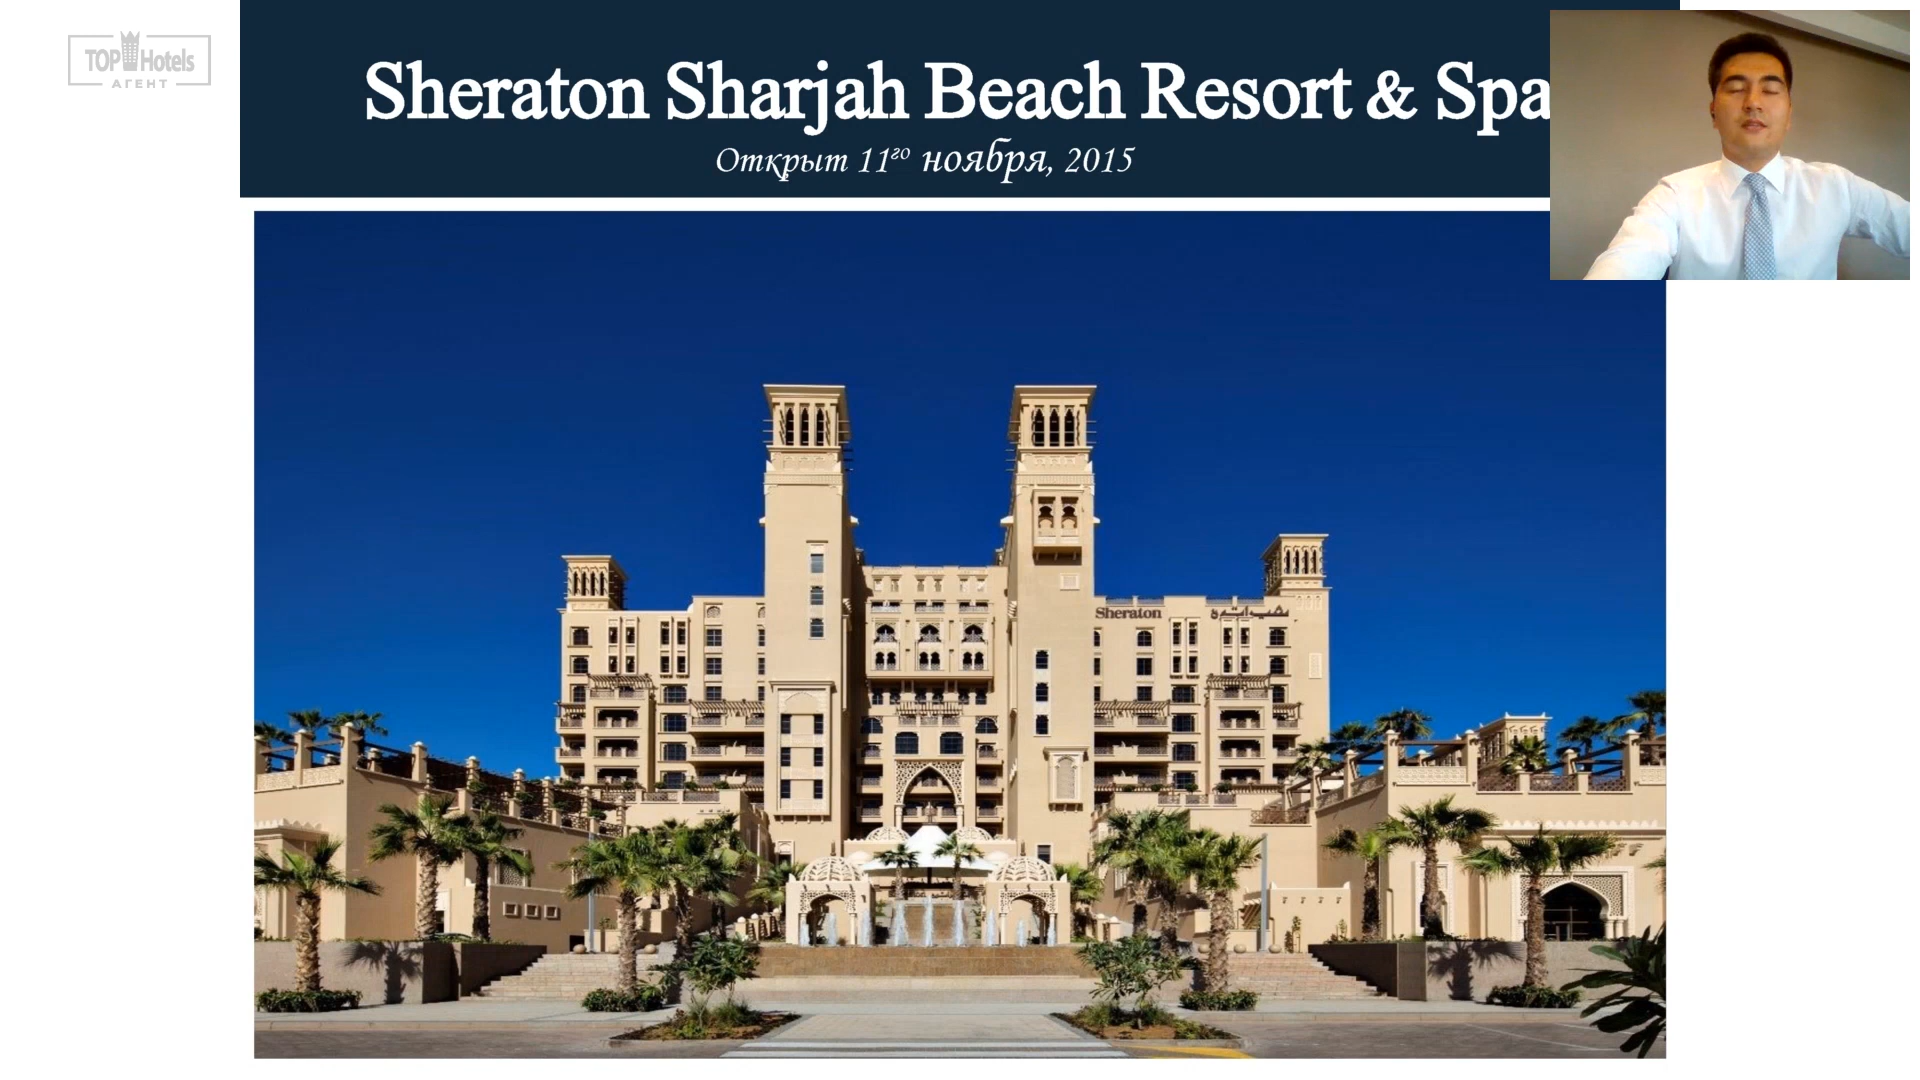 TOP Hotels
АГЕНТ
Sheraton Sharjah Beach Resort & Spa
Открыт 11го ноября, 2015
Sheraton